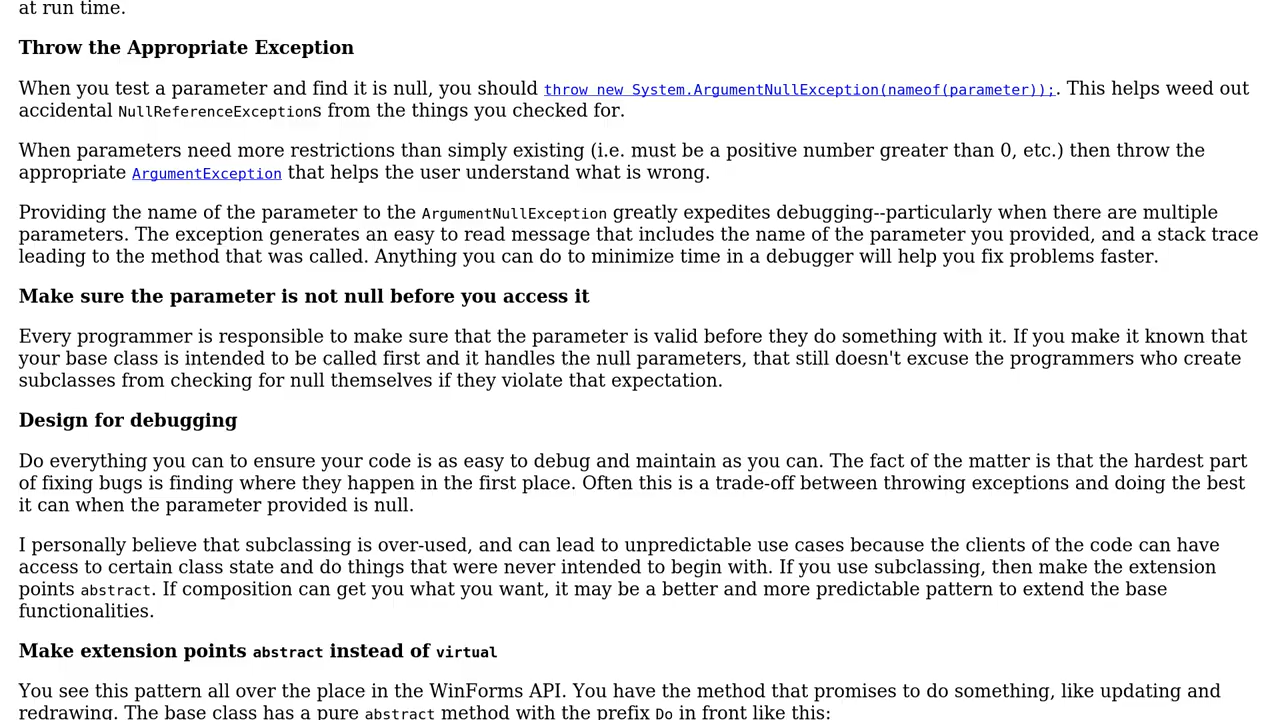 at run time.
Throw the Appropriate Exception
When you test a parameter and find it is null, you should throw new System.ArgumentNullException(nameof(parameter));. This helps weed out
accidental NullReferenceExceptions from the things you checked for.
When parameters need more restrictions than simply existing (i.e. must be a positive number greater than 0, etc.) then throw the
appropriate ArgumentException that helps the user understand what is wrong.
Providing the name of the parameter to the ArgumentNullException greatly expedites debugging--particularly when there are multiple
parameters. The exception generates an easy to read message that includes the name of the parameter you provided, and a stack trace
leading to the method that was called. Anything you can do to minimize time in a debugger will help you fix problems faster.
Make sure the parameter is not null before you access it
Every programmer is responsible to make sure that the parameter is valid before they do something with it. If you make it known that
your base class is intended to be called first and it handles the null parameters, that still doesn't excuse the programmers who create
subclasses from checking for null themselves if they violate that expectation.
Design for debugging
Do everything you can to ensure your code is as easy to debug and maintain as you can. The fact of the matter is that the hardest part
of fixing bugs is finding where they happen in the first place. Often this is a trade-off between throwing exceptions and doing the best
it can when the parameter provided is null.
I personally believe that subclassing is over-used, and can lead to unpredictable use cases because the clients of the code can have
access to certain class state and do things that were never intended to begin with. If you use subclassing, then make the extension
points abstract. If composition can get you what you want, it may be a better and more predictable pattern to extend the base
functionalities.
Make extension points abstract instead of virtual
You see this pattern all over the place in the WinForms API. You have the method that promises to do something, like updating and
redrawing. The base class has a pure abstract method with the prefix Do in front like this: